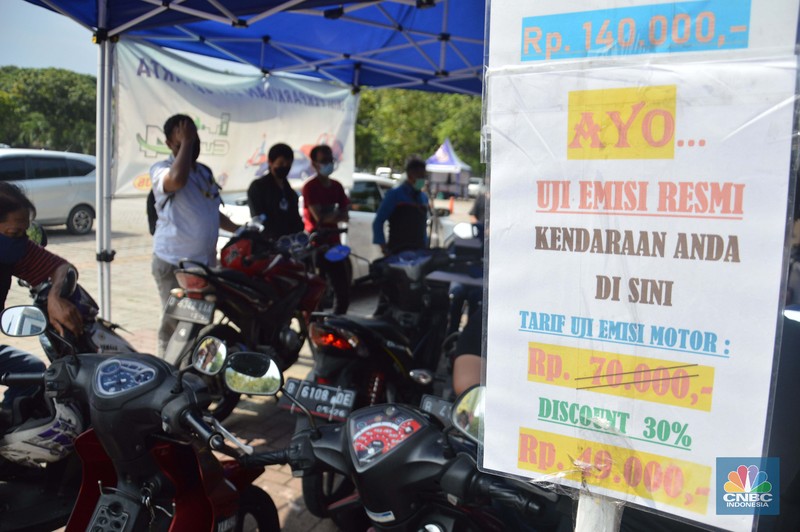 Rp. 140.000,-
AYO...
UJI EMISI RESMI
KENDARAAN ANDA
DI SINI
TARIF UJI EMISI MOTOR :
Rp. 70.000,-
DISCOUNT 30%
Rp. 49.000,-
CNBC
INDONESIA
B 6108